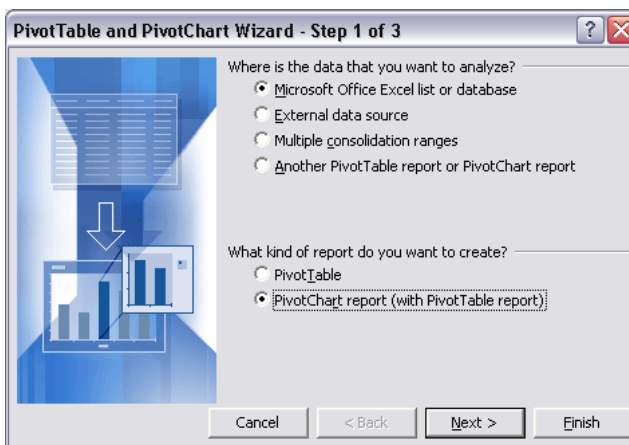 PivotTable and PivotChart Wizard - Step 1 of 3
Where is the data that you want to analyze?
Microsoft Office Excel list or database
External data source
Multiple consolidation ranges
Another PivotTable report or PivotChart report
What kind of report do you want to create?
PivotTable
PivotChart report (with PivotTable report)
Cancel
< Back
Next >
Finish